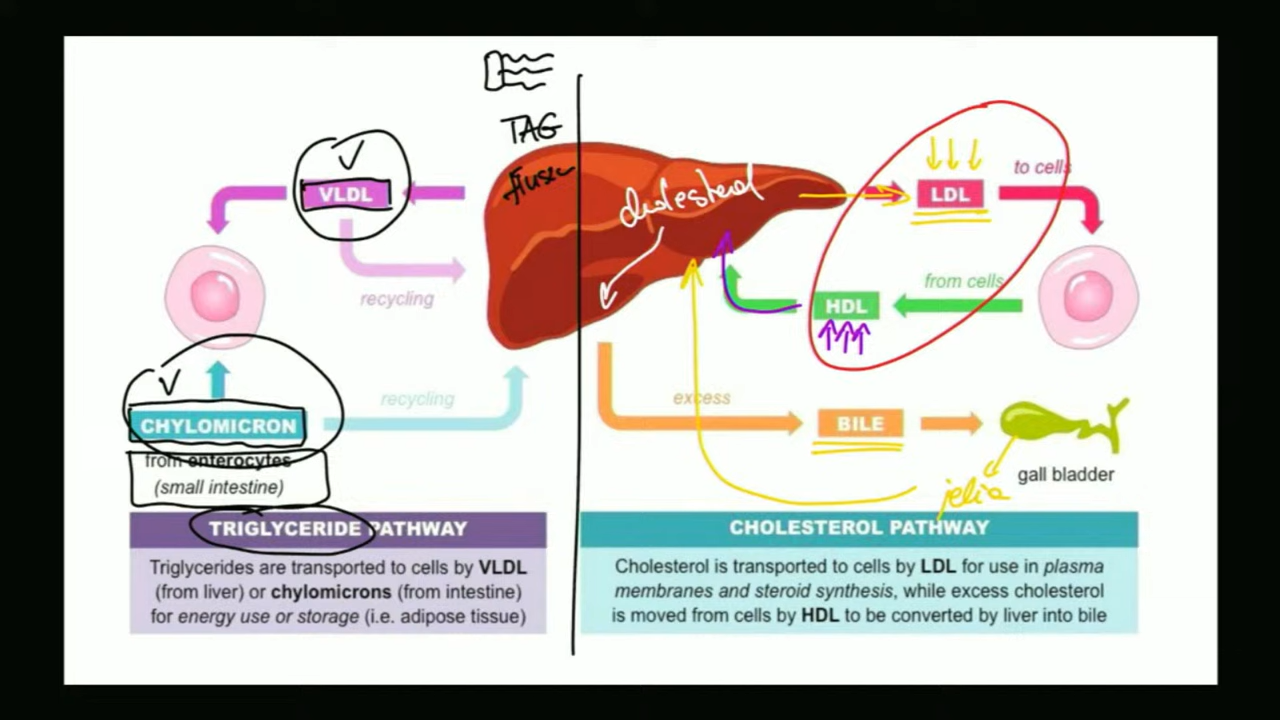 TAG
cholesterol
VLDL
LDL
to cells
recycling
from cells
HDL
recycling
excess
CHYLOMICRON
BILE
from enterocytes
(small intestine)
gall bladder
jelia
TRIGLYCERIDE PATHWAY
Triglycerides are transported to cells by VLDL
(from liver) or chylomicrons (from intestine)
for energy use or storage (i.e. adipose tissue)
CHOLESTEROL PATHWAY
Cholesterol is transported to cells by LDL for use in plasma
membranes and steroid synthesis, while excess cholesterol
is moved from cells by HDL to be converted by liver into bile